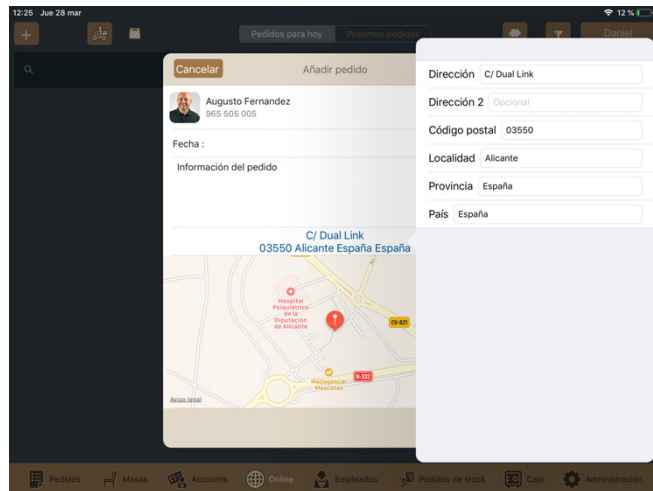 12:25 Jue 28 mar
12 %
Pedidos para hoy
Próximos pedidos
Daniel
Cancelar
Añadir pedido
Augusto Fernandez
965 505 005
Fecha :
Información del pedido
C/ Dual Link
03550 Alicante España España
Hospital
Psiquiátrico
de la
Diputación
de Alicante
CV-821
N-332
Madagascar
Mascotas
Aviso legal
Dirección C/ Dual Link
Dirección 2 Opcional
Código postal 03550
Localidad Alicante
Provincia España
País España
Pedidos
Mesas
Accounts
Online
Empleados
Pedidos de stock
Caja
Administración